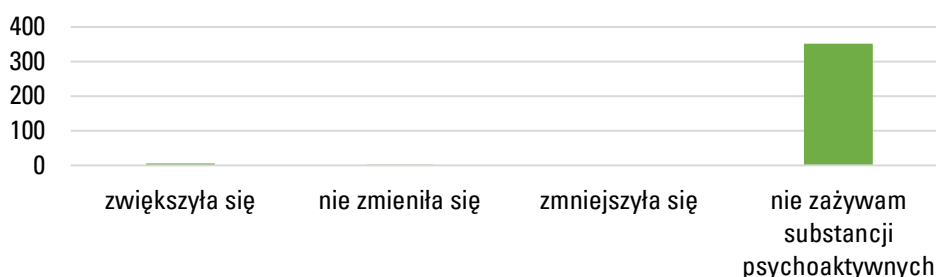 400
300
200
100
0
zwiększyła się nie zmieniła się zmniejszyła się nie zażywam
substancji
psychoaktywnych